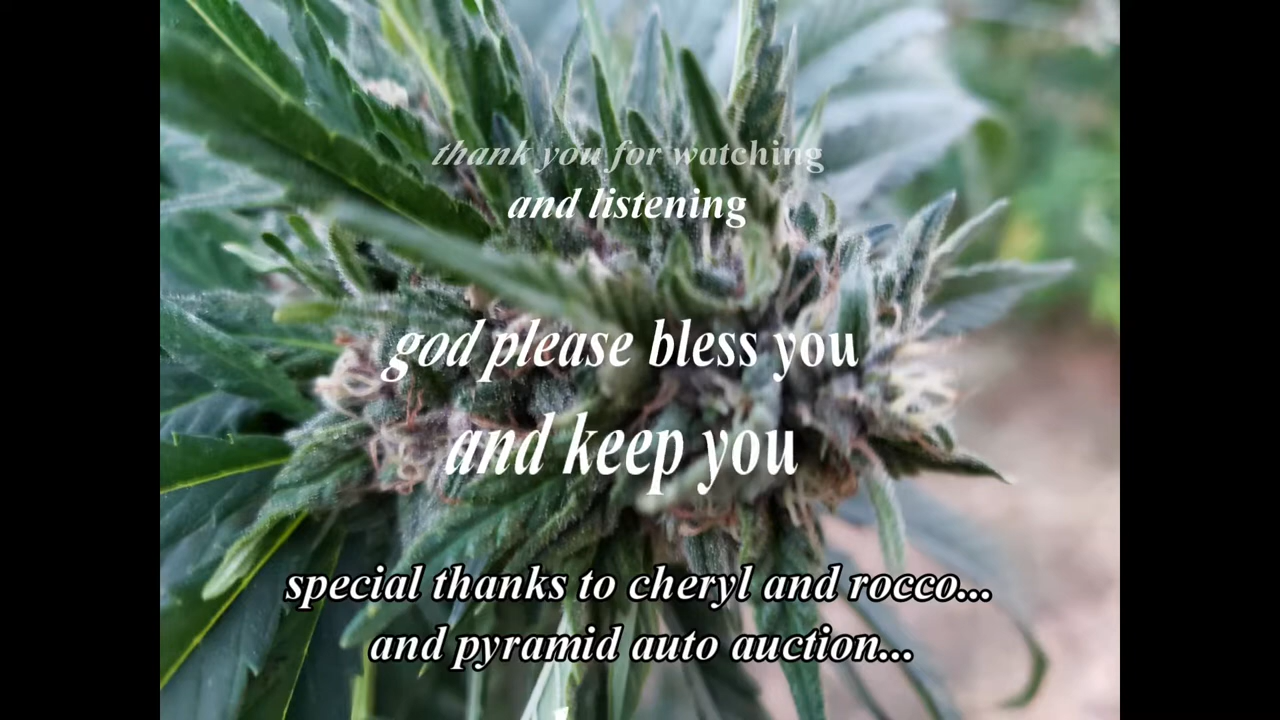 thank you for watching
and listening
god please bless you
and keep you
special thanks to cheryl and rocco...
and pyramid auto auction...